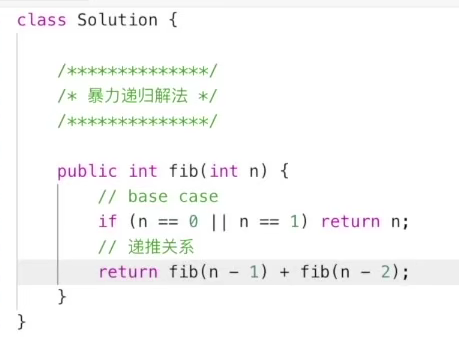 class Solution {
/**************/
/* 暴力递归解法 */
/**************/
public int fib(int n) {
// base case
if (n == 0 || n == 1) return n;
// 递推关系
return fib(n - 1) + fib(n - 2);
}
}